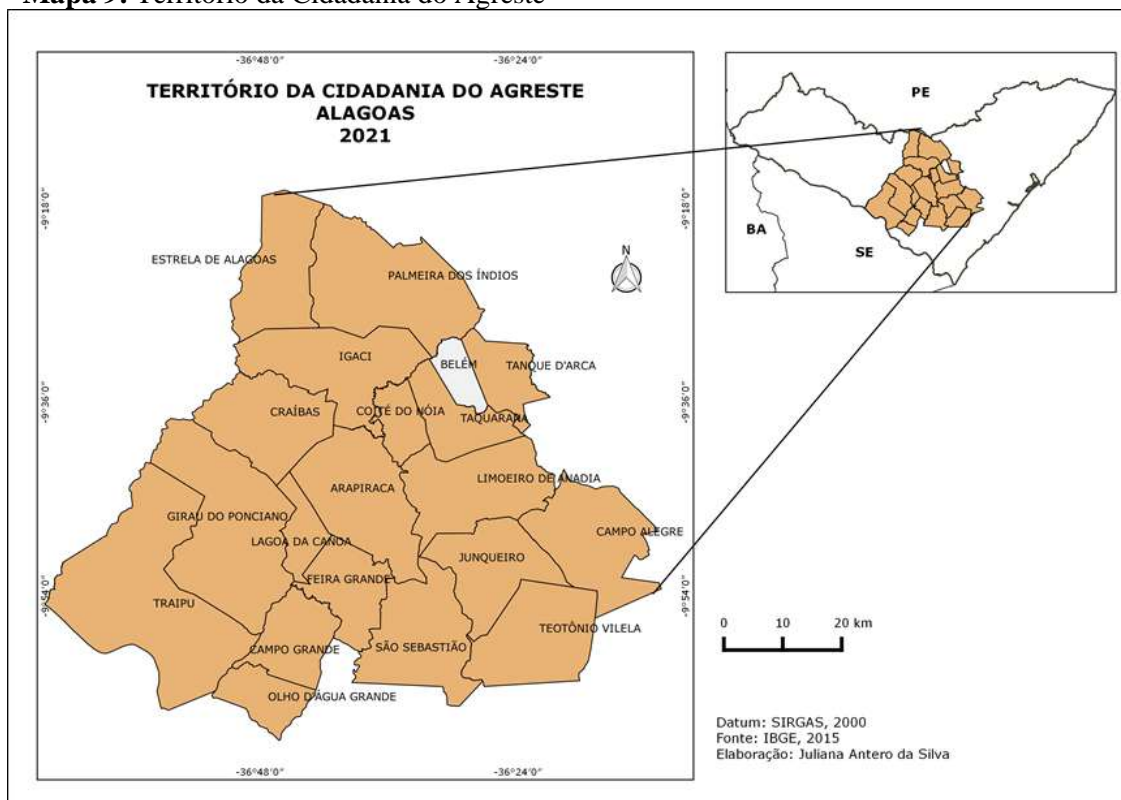 Mapa 9: Território da Cidadania do Agreste
-36°48'0"
-36°24'0"
TERRITÓRIO DA CIDADANIA DO AGRESTE
ALAGOAS
2021
-9°18'0"
-9°18'0"
ESTRELA DE ALAGOAS
PALMEIRA DOS ÍNDIOS
N
IGACI
BELÉM
TANQUE D'ARCA
-9°36'0"
-9°36'0"
CRAÍBAS
COITÉ DO NÓIA
TAQUARANA
ARAPIRACA
LIMOEIRO DE ANADIA
GIRAU DO PONCIANO
CAMPO ALEGRE
LAGOA DA CANOA
JUNQUEIRO
FEIRA GRANDE
-9°54'0"
-9°54'0"
TRAIPU
TEOTÔNIO VILELA
CAMPO GRANDE
SÃO SEBASTIÃO
OLHO D'ÁGUA GRANDE
-36°48'0"
-36°24'0"
PE
BA
SE
0 10 20 km
Datum: SIRGAS, 2000
Fonte: IBGE, 2015
Elaboração: Juliana Antero da Silva